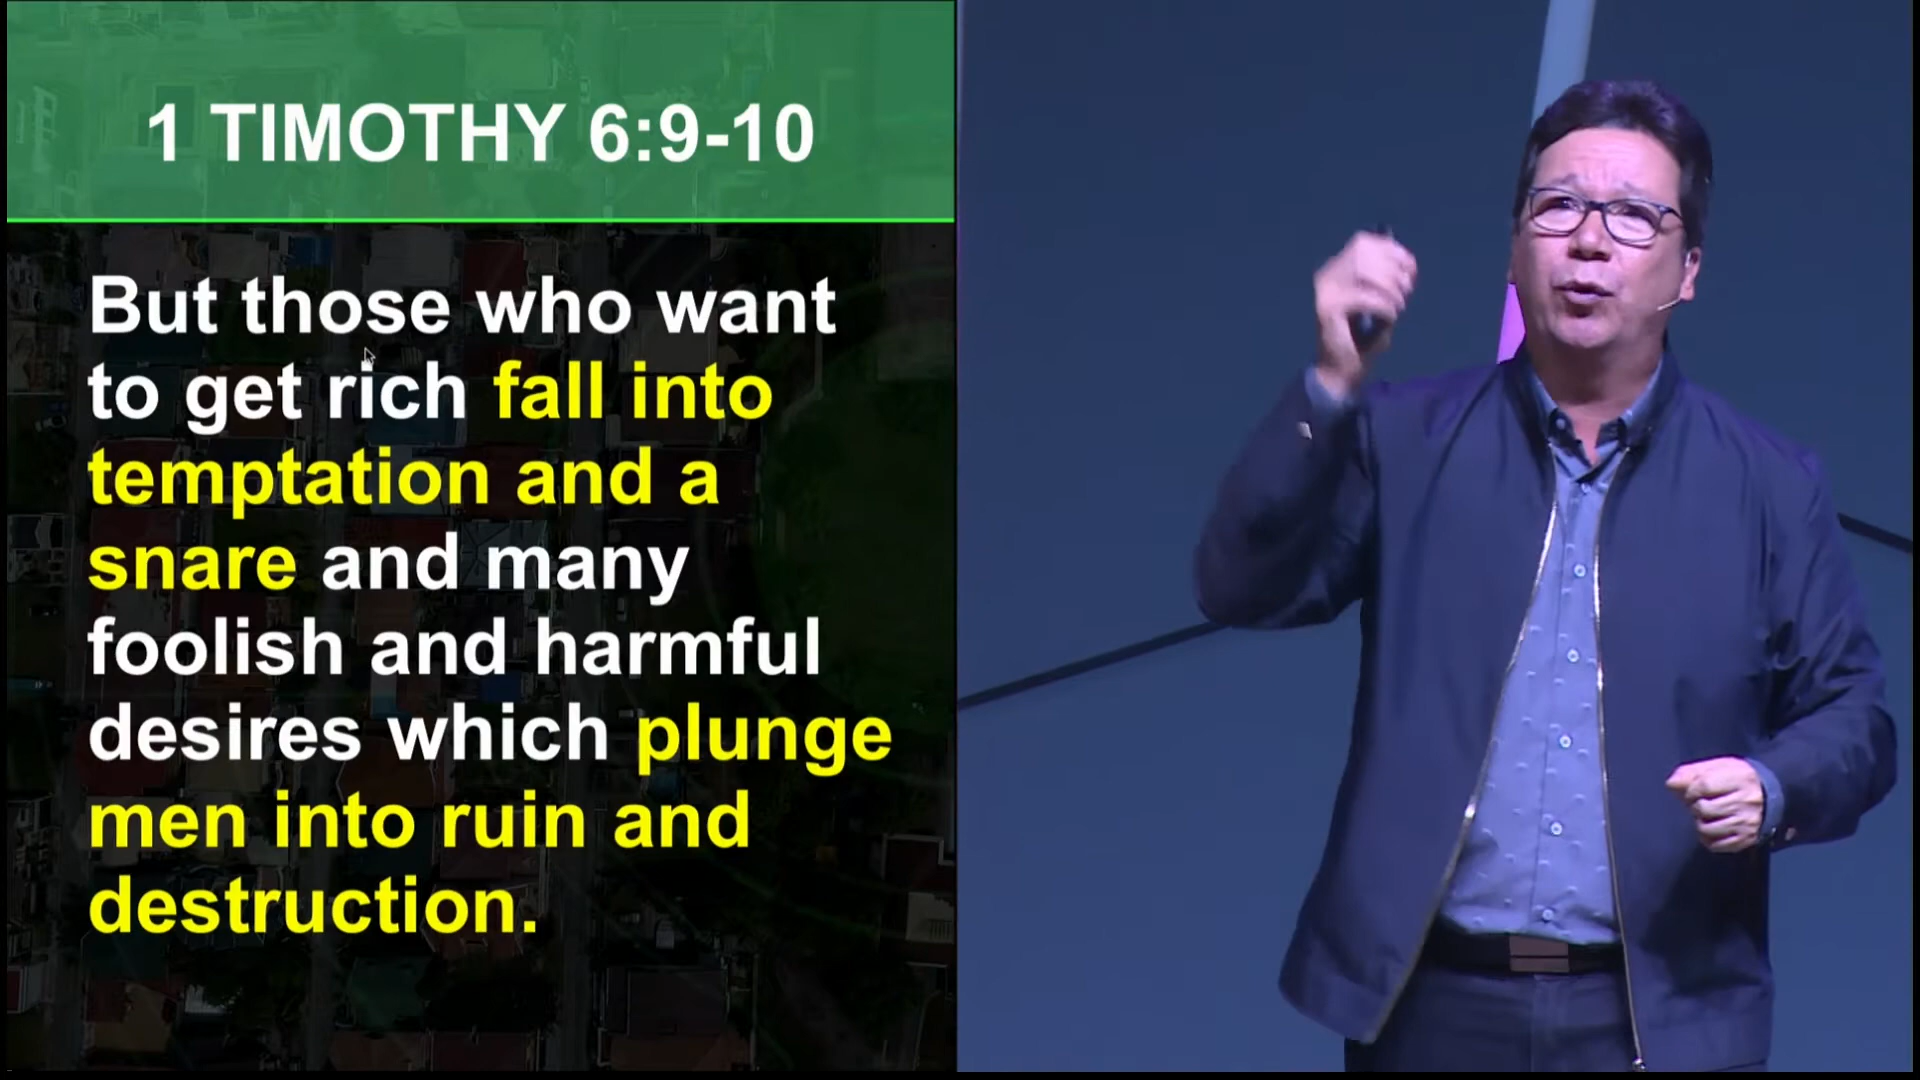 1 TIMOTHY 6:9-10
But those who want
to get rich fall into
temptation and a
snare and many
foolish and harmful
desires which plunge
men into ruin and
destruction.